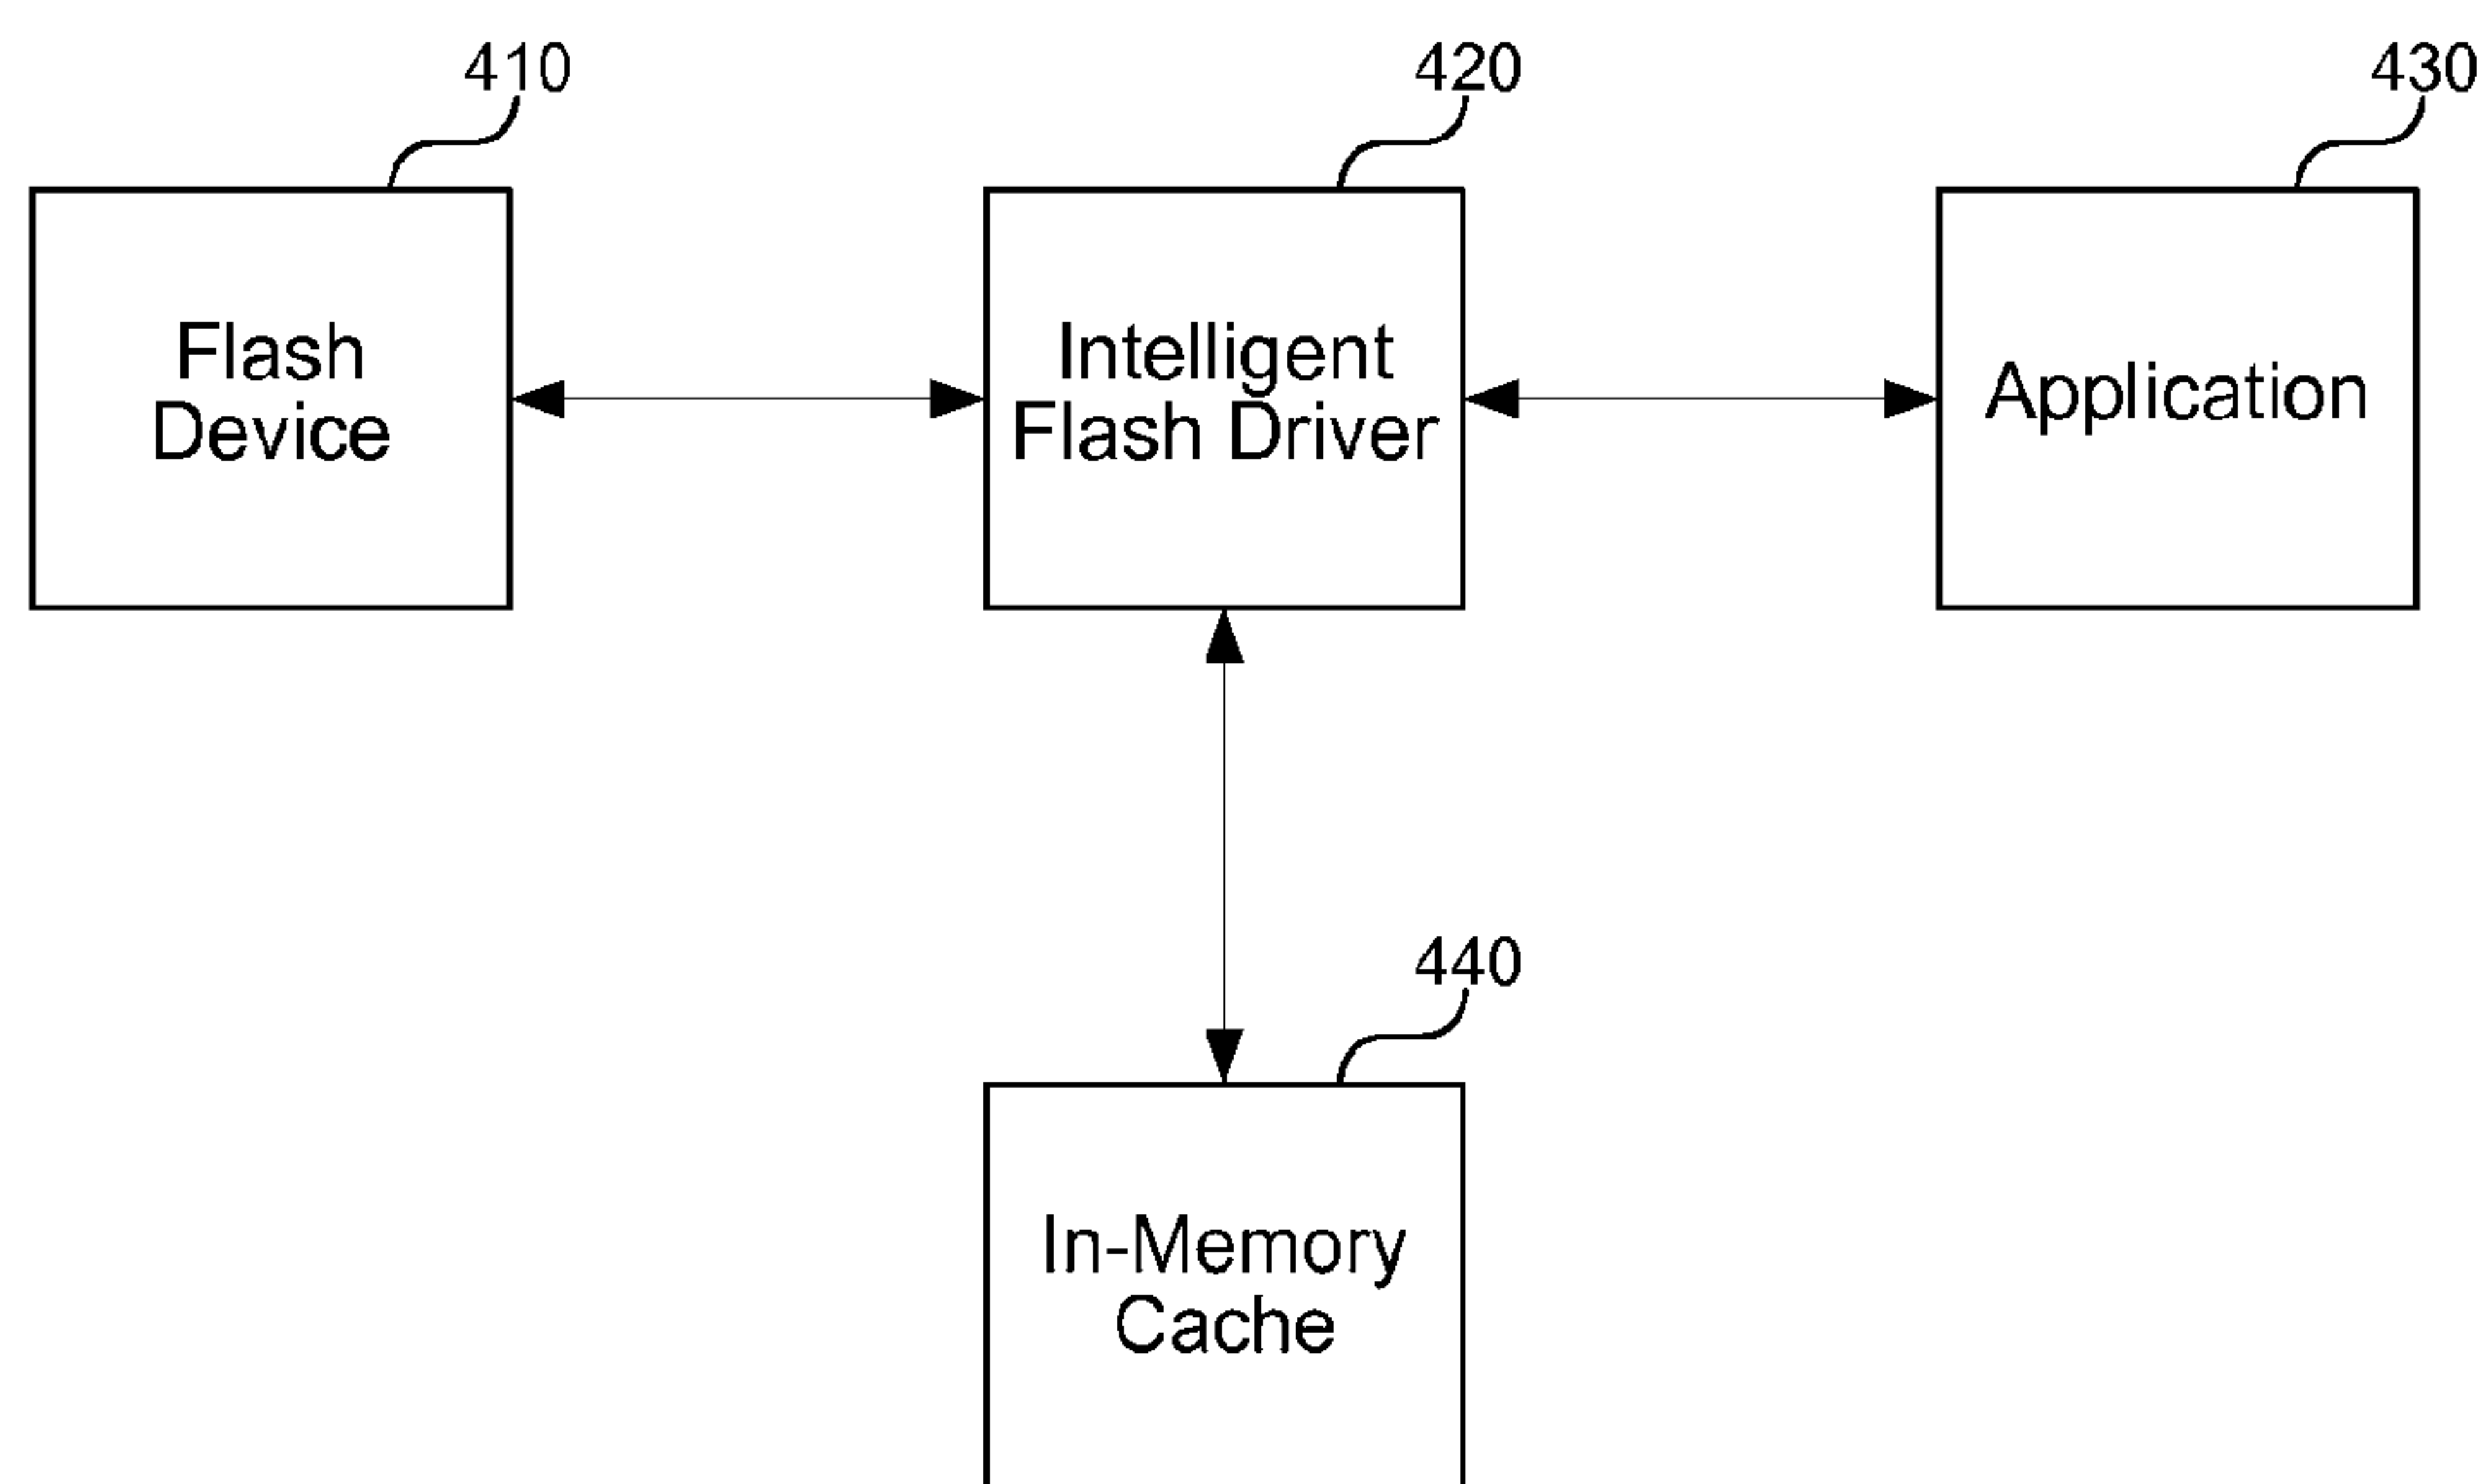 410
420
430
Flash
Device
Intelligent
Flash Driver
Application
440
In-Memory
Cache